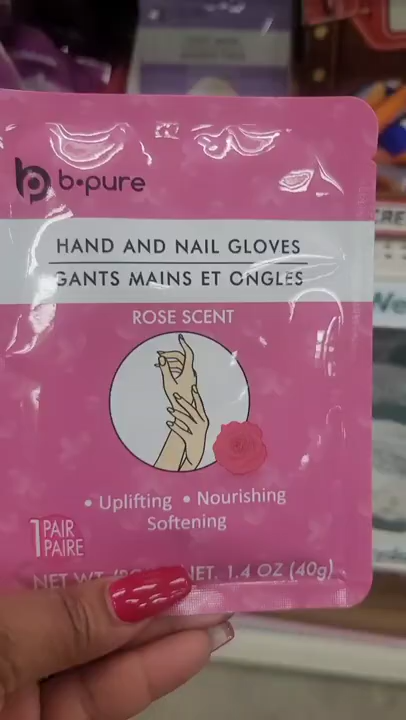 b•pure
HAND AND NAIL GLOVES
GANTS MAINS ET ONGLES
ROSE SCENT
• Uplifting • Nourishing
Softening
1 PAIR
PAIRE
NET WT. NET. 1.4 OZ (40g)